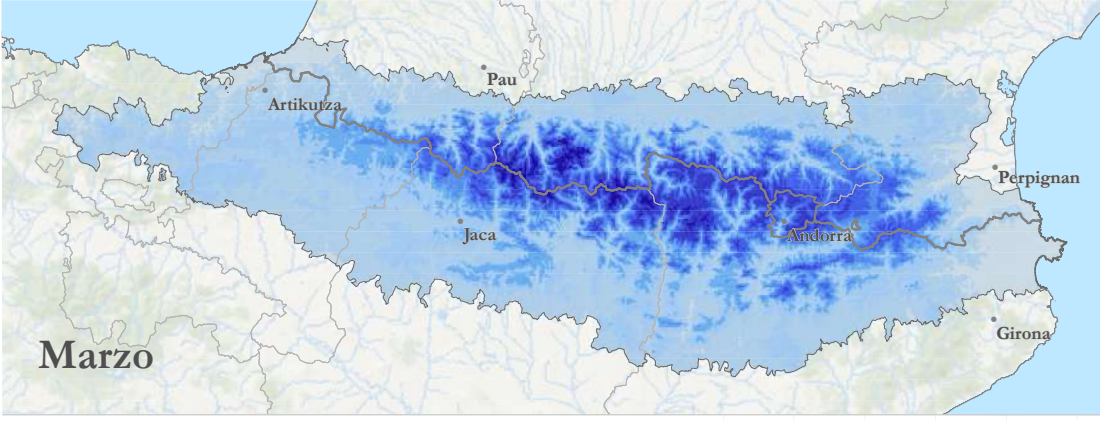 Pau
Artikutza
Perpignan
Jaca
Andorra
Girona
Marzo